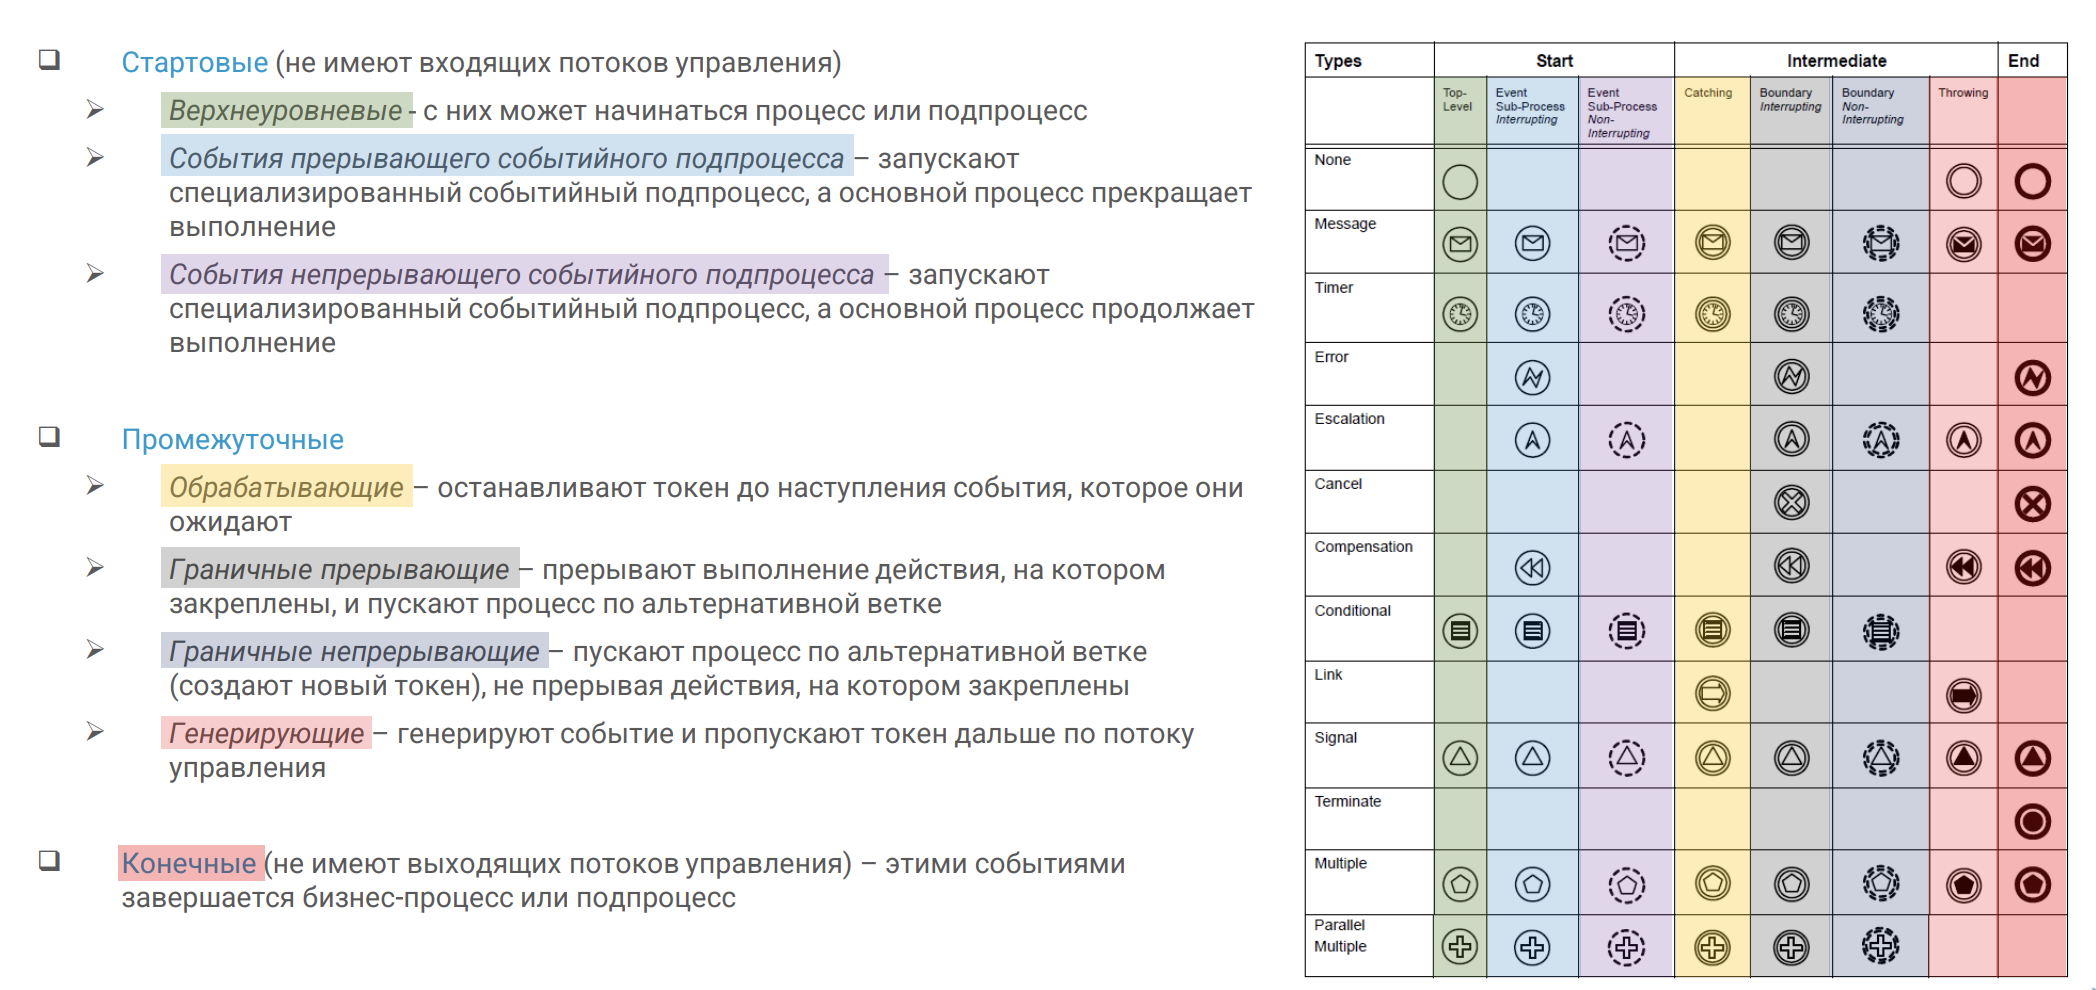 Стартовые (не имеют входящих потоков управления)
Верхнеуровневые - с них может начинаться процесс или подпроцесс
События прерывающего событийного подпроцесса – запускают
специализированный событийный подпроцесс, а основной процесс прекращает
выполнение
События непрерывающего событийного подпроцесса – запускают
специализированный событийный подпроцесс, а основной процесс продолжает
выполнение
Промежуточные
Обрабатывающие – останавливают токен до наступления события, которое они
ожидают
Граничные прерывающие – прерывают выполнение действия, на котором
закреплены, и пускают процесс по альтернативной ветке
Граничные непрерывающие – пускают процесс по альтернативной ветке
(создают новый токен), не прерывая действия, на котором закреплены
Генерирующие – генерируют событие и пропускают токен дальше по потоку
управления
Конечные (не имеют выходящих потоков управления) – этими событиями
завершается бизнес-процесс или подпроцесс
Types Start Intermediate End
Top-
Level
Event
Sub-Process
Interrupting
Event
Sub-Process
Non-
Interrupting
Catching
Boundary
Interrupting
Boundary
Non-
Interrupting
Throwing
None
Message
Timer
Error
Escalation
Cancel
Compensation
Conditional
Link
Signal
Terminate
Multiple
Parallel
Multiple